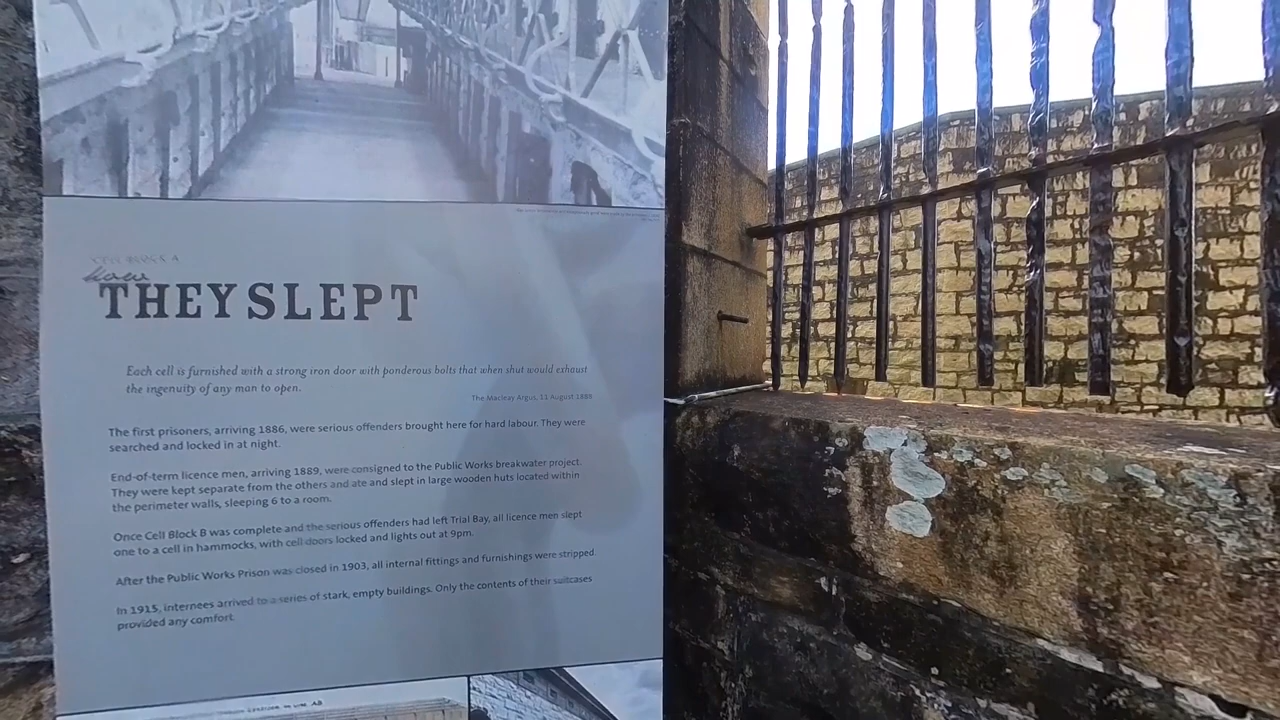 CELL BLOCK A
how
THEY SLEPT
Each cell is furnished with a strong iron door with ponderous bolts that when shut would exhaust
the ingenuity of any man to open.
The Macleay Argus, 11 August 1888
The first prisoners, arriving 1886, were serious offenders brought here for hard labour. They were
searched and locked in at night.
End-of-term licence men, arriving 1889, were consigned to the Public Works breakwater project.
They were kept separate from the others and ate and slept in large wooden huts located within
the perimeter walls, sleeping 6 to a room.
Once Cell Block B was complete and the serious offenders had left Trial Bay, all licence men slept
one to a cell in hammocks, with cell doors locked and lights out at 9pm.
After the Public Works Prison was closed in 1903, all internal fittings and furnishings were stripped.
In 1915, internees arrived to a series of stark, empty buildings. Only the contents of their suitcases
provided any comfort.